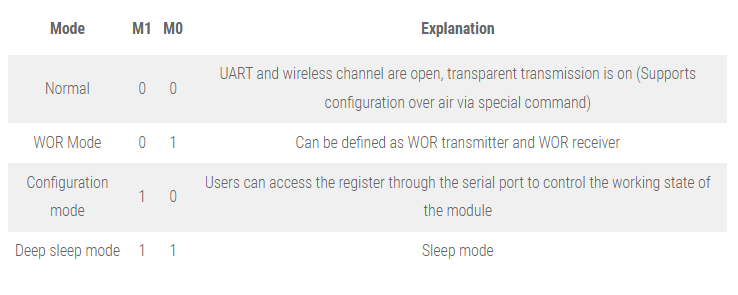 Mode M1 M0 Explanation
Normal 0 0 UART and wireless channel are open, transparent transmission is on (Supports
configuration over air via special command)
WOR Mode 0 1 Can be defined as WOR transmitter and WOR receiver
Configuration
mode 1 0 Users can access the register through the serial port to control the working state of
the module
Deep sleep mode 1 1 Sleep mode